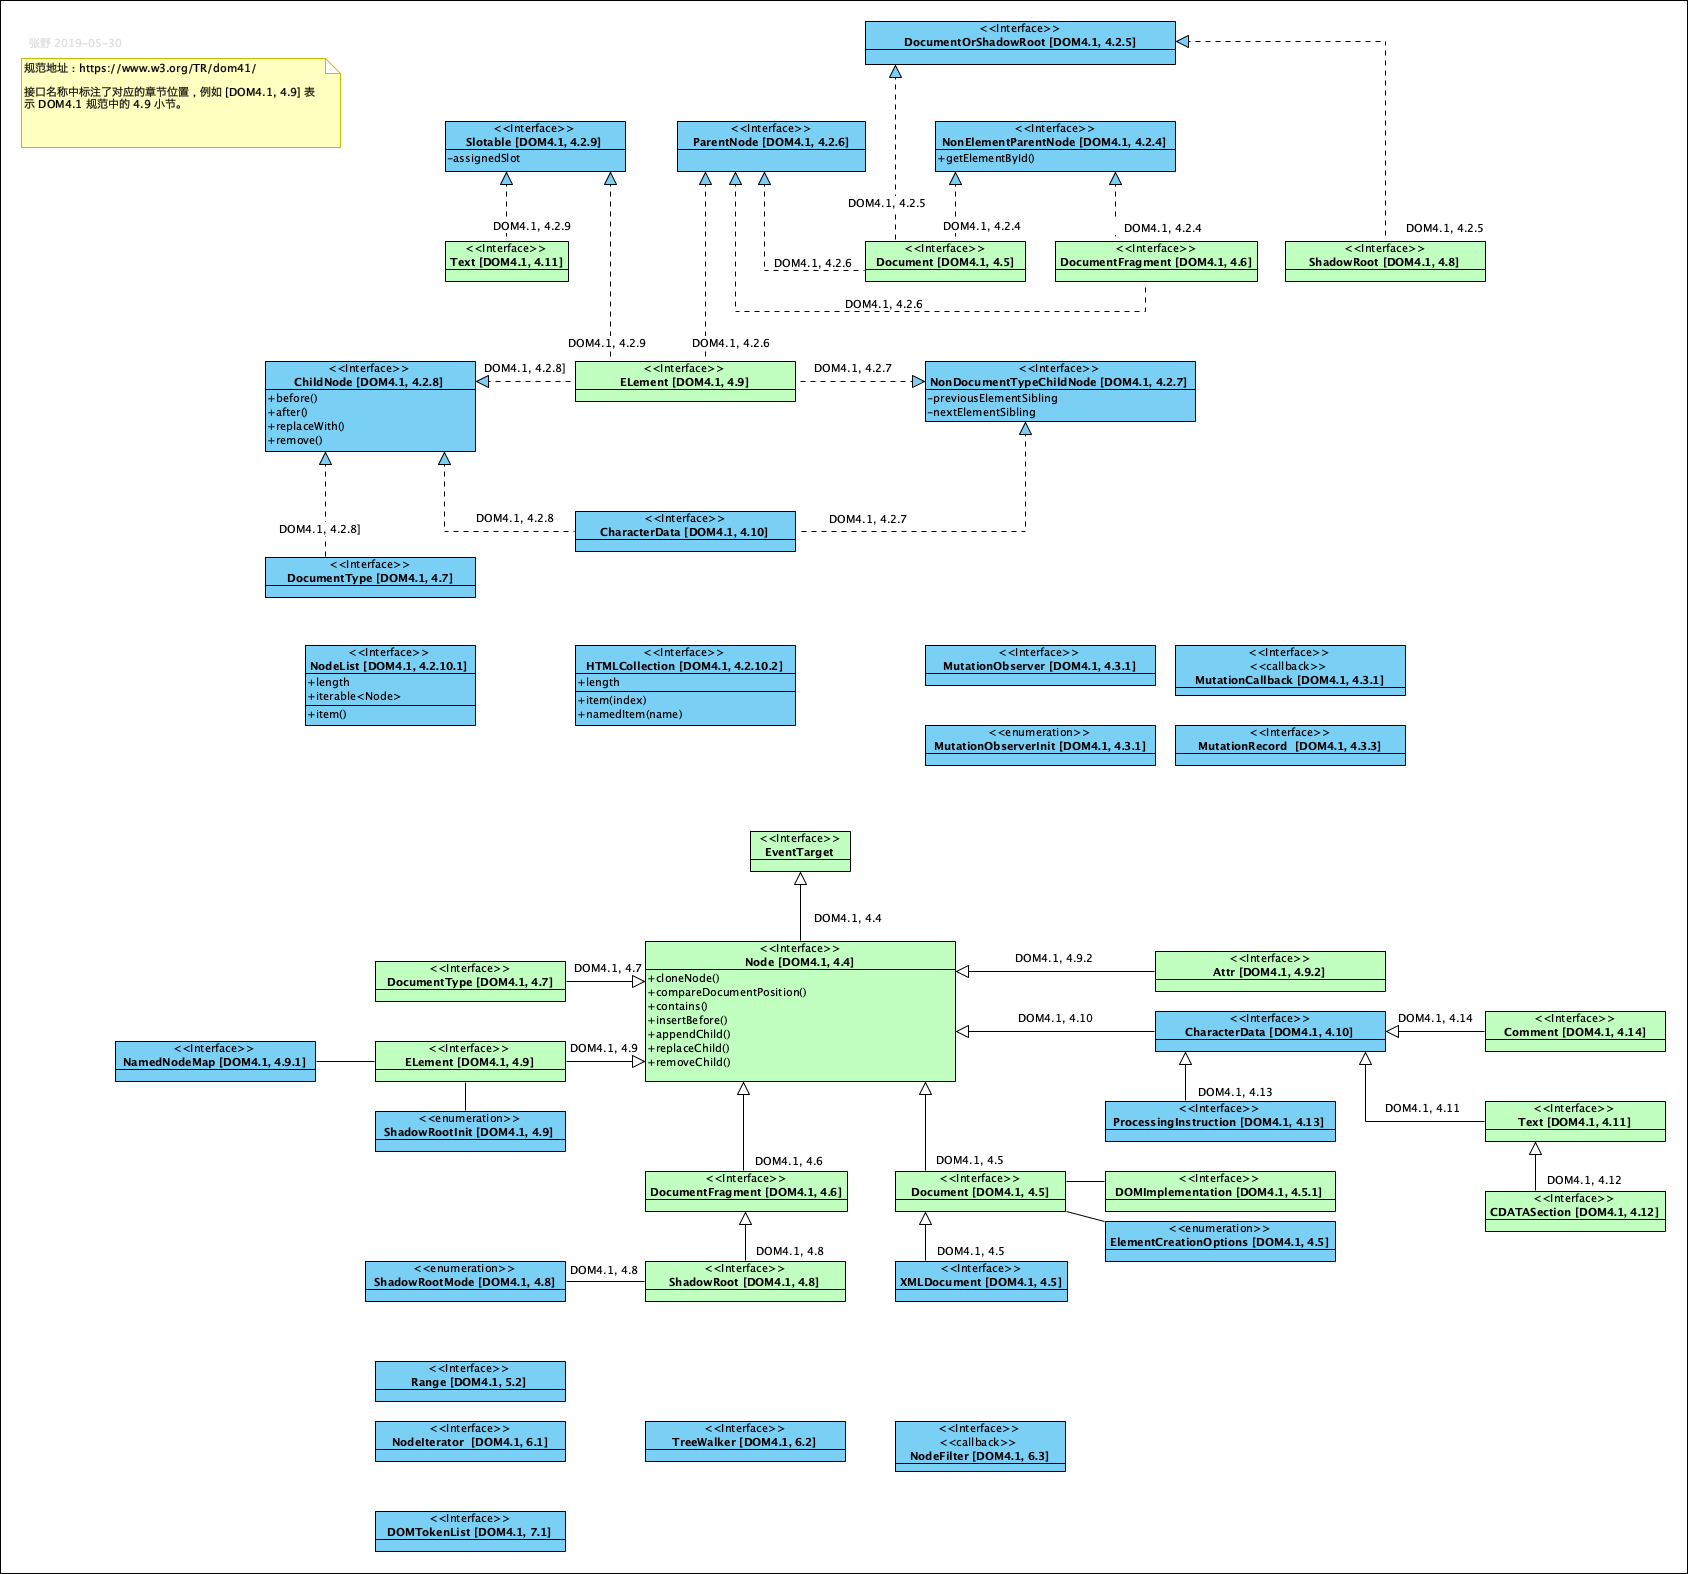 张野 2019-05-30
规范地址：https://www.w3.org/TR/dom41/
接口名称中标注了对应的章节位置，例如 [DOM4.1, 4.9] 表
示 DOM4.1 规范中的 4.9 小节。
<<Interface>>
DocumentOrShadowRoot [DOM4.1, 4.2.5]
<<Interface>>
Slotable [DOM4.1, 4.2.9]
-assignedSlot
<<Interface>>
ParentNode [DOM4.1, 4.2.6]
<<Interface>>
NonElementParentNode [DOM4.1, 4.2.4]
+getElementById()
DOM4.1, 4.2.5
DOM4.1, 4.2.9
DOM4.1, 4.2.4
DOM4.1, 4.2.4
DOM4.1, 4.2.5
<<Interface>>
Text [DOM4.1, 4.11]
DOM4.1, 4.2.6
<<Interface>>
Document [DOM4.1, 4.5]
<<Interface>>
DocumentFragment [DOM4.1, 4.6]
<<Interface>>
ShadowRoot [DOM4.1, 4.8]
DOM4.1, 4.2.6
DOM4.1, 4.2.9
DOM4.1, 4.2.6
<<Interface>>
ChildNode [DOM4.1, 4.2.8]
+before()
+after()
+replaceWith()
+remove()
DOM4.1, 4.2.8]
<<Interface>>
ELement [DOM4.1, 4.9]
DOM4.1, 4.2.7
<<Interface>>
NonDocumentTypeChildNode [DOM4.1, 4.2.7]
-previousElementSibling
-nextElementSibling
DOM4.1, 4.2.8]
DOM4.1, 4.2.8
<<Interface>>
CharacterData [DOM4.1, 4.10]
DOM4.1, 4.2.7
<<Interface>>
DocumentType [DOM4.1, 4.7]
<<Interface>>
NodeList [DOM4.1, 4.2.10.1]
+length
+iterable<Node>
+item()
<<Interface>>
HTMLCollection [DOM4.1, 4.2.10.2]
+length
+item(index)
+namedItem(name)
<<Interface>>
MutationObserver [DOM4.1, 4.3.1]
<<Interface>>
<<callback>>
MutationCallback [DOM4.1, 4.3.1]
<<enumeration>>
MutationObserverInit [DOM4.1, 4.3.1]
<<Interface>>
MutationRecord  [DOM4.1, 4.3.3]
<<Interface>>
EventTarget
DOM4.1, 4.4
<<Interface>>
DocumentType [DOM4.1, 4.7]
DOM4.1, 4.7
<<Interface>>
Node [DOM4.1, 4.4]
+cloneNode()
+compareDocumentPosition()
+contains()
+insertBefore()
+appendChild()
+replaceChild()
+removeChild()
DOM4.1, 4.9.2
<<Interface>>
Attr [DOM4.1, 4.9.2]
DOM4.1, 4.10
<<Interface>>
CharacterData [DOM4.1, 4.10]
DOM4.1, 4.14
<<Interface>>
Comment [DOM4.1, 4.14]
<<Interface>>
NamedNodeMap [DOM4.1, 4.9.1]
<<Interface>>
ELement [DOM4.1, 4.9]
DOM4.1, 4.9
<<enumeration>>
ShadowRootInit [DOM4.1, 4.9]
DOM4.1, 4.13
<<Interface>>
ProcessingInstruction [DOM4.1, 4.13]
DOM4.1, 4.11
<<Interface>>
Text [DOM4.1, 4.11]
DOM4.1, 4.6
DOM4.1, 4.5
<<Interface>>
DocumentFragment [DOM4.1, 4.6]
<<Interface>>
Document [DOM4.1, 4.5]
<<Interface>>
DOMImplementation [DOM4.1, 4.5.1]
DOM4.1, 4.12
<<Interface>>
CDATASection [DOM4.1, 4.12]
<<enumeration>>
ElementCreationOptions [DOM4.1, 4.5]
DOM4.1, 4.8
DOM4.1, 4.5
<<enumeration>>
ShadowRootMode [DOM4.1, 4.8]
DOM4.1, 4.8
<<Interface>>
ShadowRoot [DOM4.1, 4.8]
<<Interface>>
XMLDocument [DOM4.1, 4.5]
<<Interface>>
Range [DOM4.1, 5.2]
<<Interface>>
NodeIterator  [DOM4.1, 6.1]
<<Interface>>
TreeWalker [DOM4.1, 6.2]
<<Interface>>
<<callback>>
NodeFilter [DOM4.1, 6.3]
<<Interface>>
DOMTokenList [DOM4.1, 7.1]